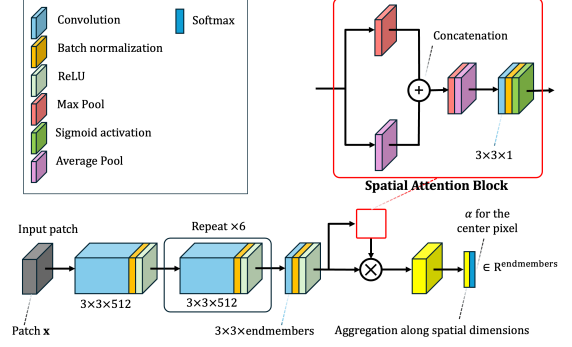 Convolution
Softmax
Batch normalization
ReLU
Max Pool
Sigmoid activation
Average Pool
Concatenation
+
3×3×1
Spatial Attention Block
Input patch
Repeat ×6
α for the
center pixel
∈ R^endmembers
3×3×512
3×3×512
Patch x
3×3×endmembers
Aggregation along spatial dimensions